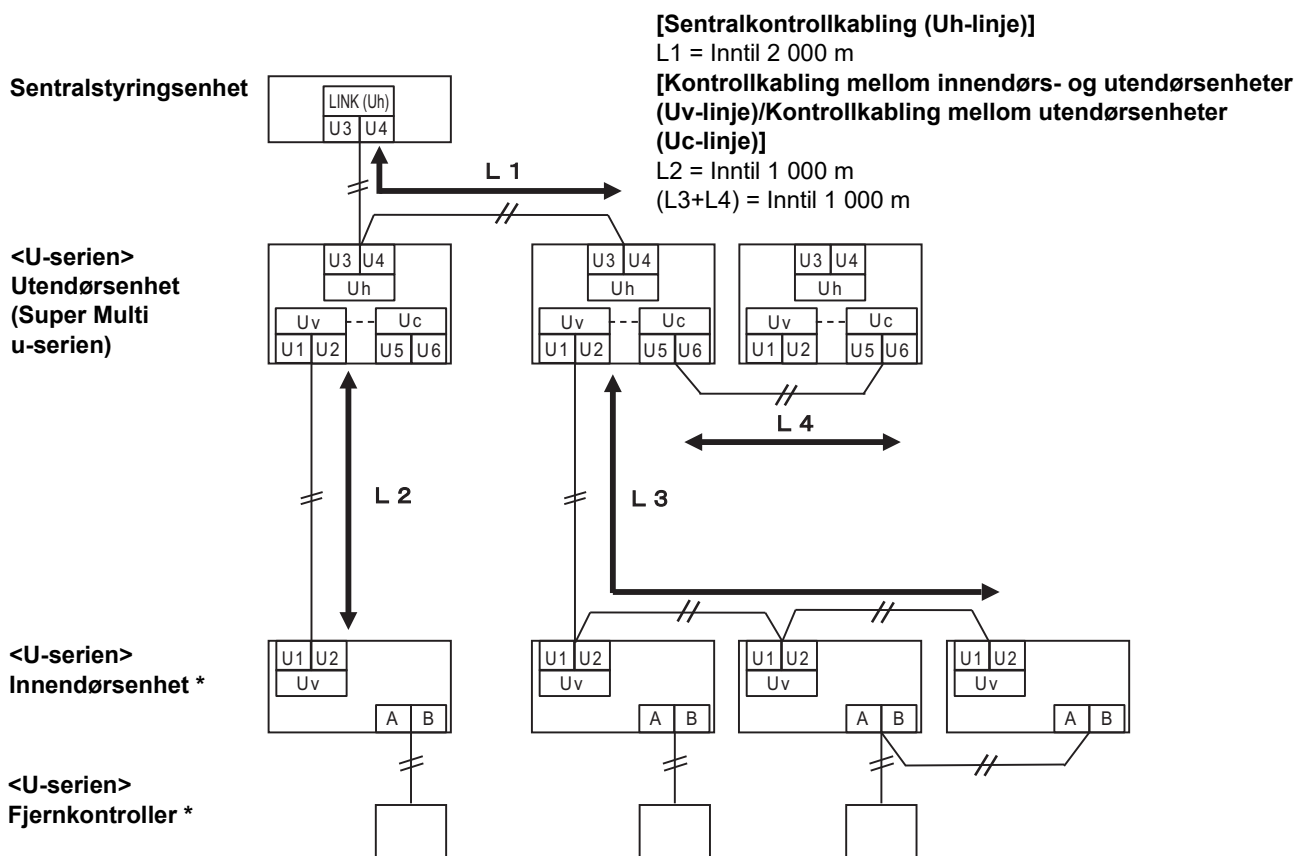 [Sentralkontrollkabling (Uh-linje)]
L1 = Inntil 2 000 m
[Kontrollkabling mellom innendørs- og utendørsenheter
(Uv-linje)/Kontrollkabling mellom utendørsenheter
(Uc-linje)]
L2 = Inntil 1 000 m
(L3+L4) = Inntil 1 000 m
Sentralstyringsenhet
LINK (Uh)
U3 U4
L 1
<U-serien>
Utendørsenhet
(Super Multi
u-serien)
U3 U4
Uh
Uv Uc
U1 U2 U5 U6
U3 U4
Uh
Uv Uc
U1 U2 U5 U6
U3 U4
Uh
Uv Uc
U1 U2 U5 U6
L 4
L 2
L 3
<U-serien>
Innendørsenhet *
U1 U2
Uv
A B
U1 U2
Uv
A B
U1 U2
Uv
A B
U1 U2
Uv
A B
<U-serien>
Fjernkontroller *